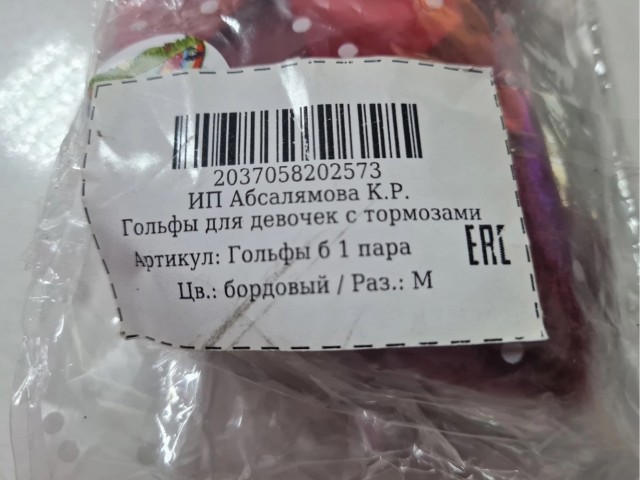 2037058202573
ИП Абсалямова К.Р.
Гольфы для девочек с тормозами
Артикул: Гольфы б 1 пара
EAC
Цв.: бордовый / Раз.: M